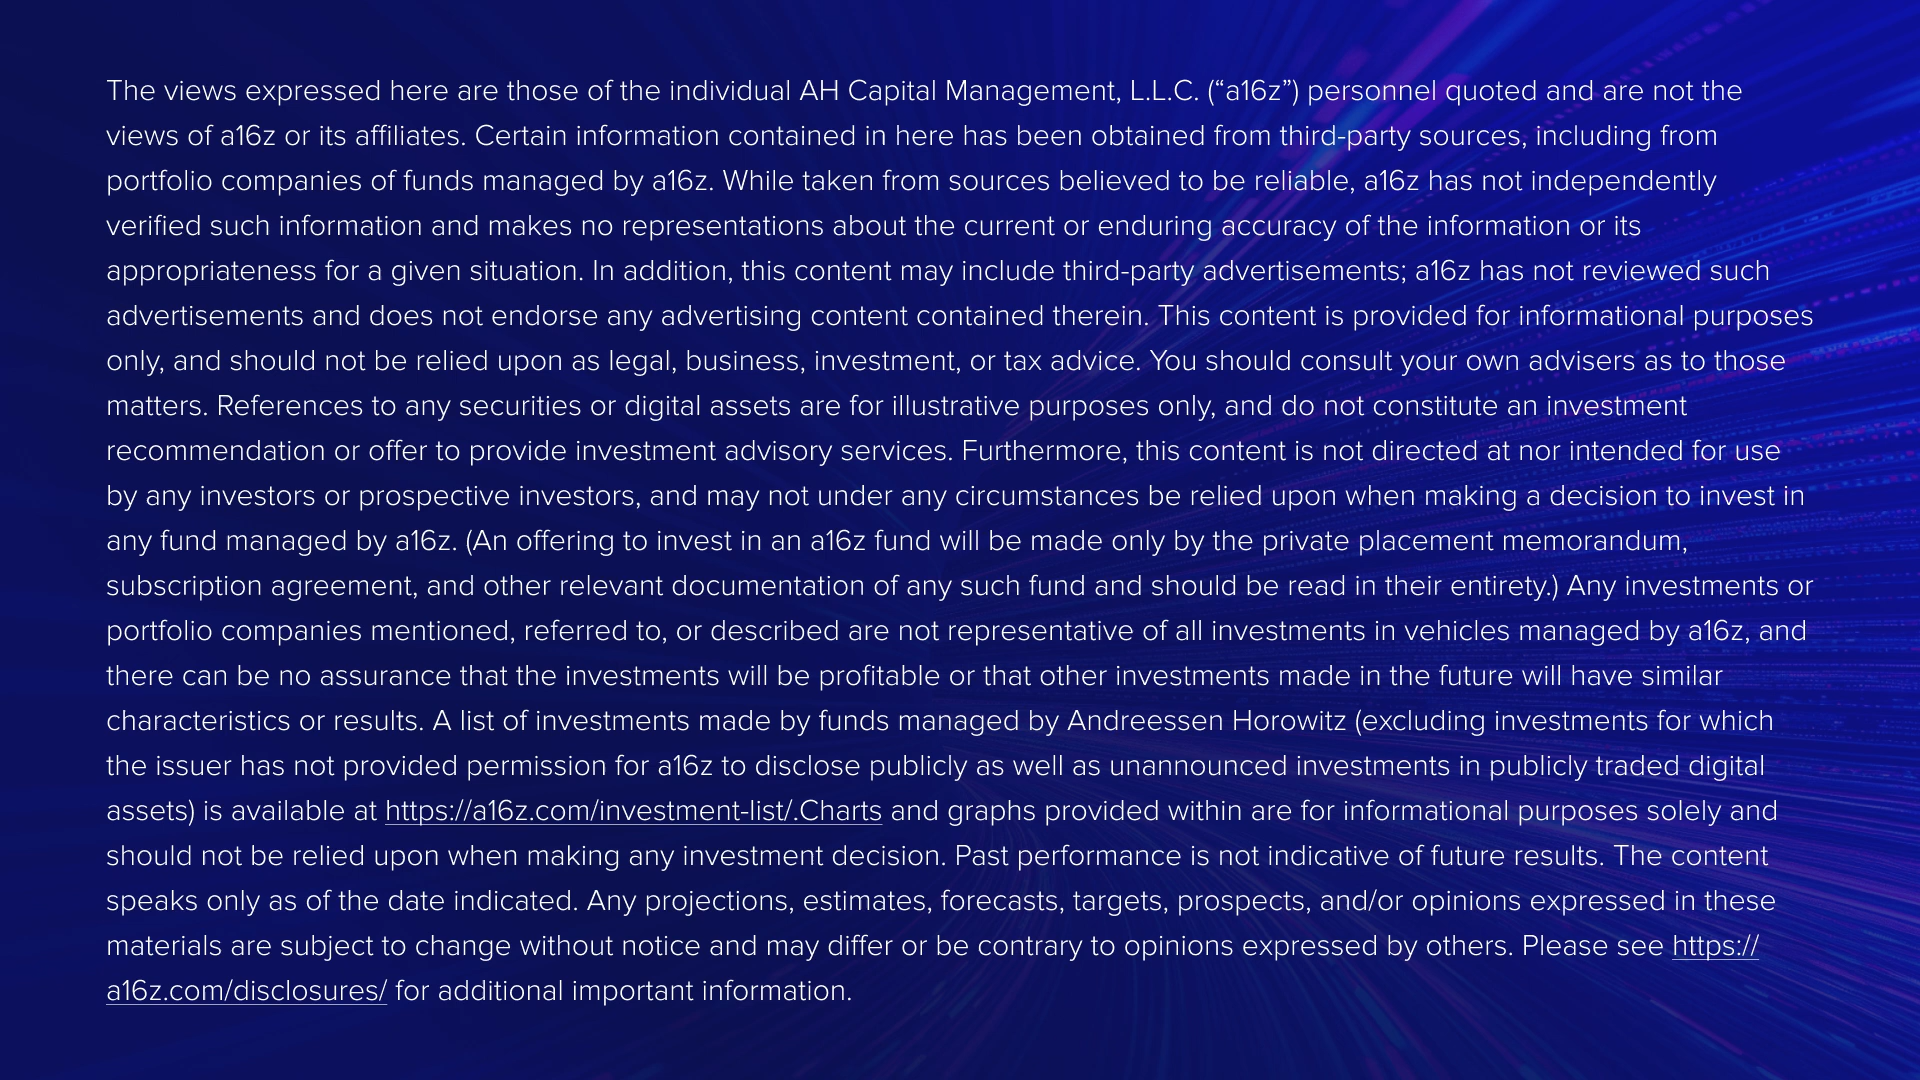 The views expressed here are those of the individual AH Capital Management, L.L.C. (“a16z”) personnel quoted and are not the
views of a16z or its affiliates. Certain information contained in here has been obtained from third-party sources, including from
portfolio companies of funds managed by a16z. While taken from sources believed to be reliable, a16z has not independently
verified such information and makes no representations about the current or enduring accuracy of the information or its
appropriateness for a given situation. In addition, this content may include third-party advertisements; a16z has not reviewed such
advertisements and does not endorse any advertising content contained therein. This content is provided for informational purposes
only, and should not be relied upon as legal, business, investment, or tax advice. You should consult your own advisers as to those
matters. References to any securities or digital assets are for illustrative purposes only, and do not constitute an investment
recommendation or offer to provide investment advisory services. Furthermore, this content is not directed at nor intended for use
by any investors or prospective investors, and may not under any circumstances be relied upon when making a decision to invest in
any fund managed by a16z. (An offering to invest in an a16z fund will be made only by the private placement memorandum,
subscription agreement, and other relevant documentation of any such fund and should be read in their entirety.) Any investments or
portfolio companies mentioned, referred to, or described are not representative of all investments in vehicles managed by a16z, and
there can be no assurance that the investments will be profitable or that other investments made in the future will have similar
characteristics or results. A list of investments made by funds managed by Andreessen Horowitz (excluding investments for which
the issuer has not provided permission for a16z to disclose publicly as well as unannounced investments in publicly traded digital
assets) is available at https://a16z.com/investment-list/.Charts and graphs provided within are for informational purposes solely and
should not be relied upon when making any investment decision. Past performance is not indicative of future results. The content
speaks only as of the date indicated. Any projections, estimates, forecasts, targets, prospects, and/or opinions expressed in these
materials are subject to change without notice and may differ or be contrary to opinions expressed by others. Please see https://
a16z.com/disclosures/ for additional important information.